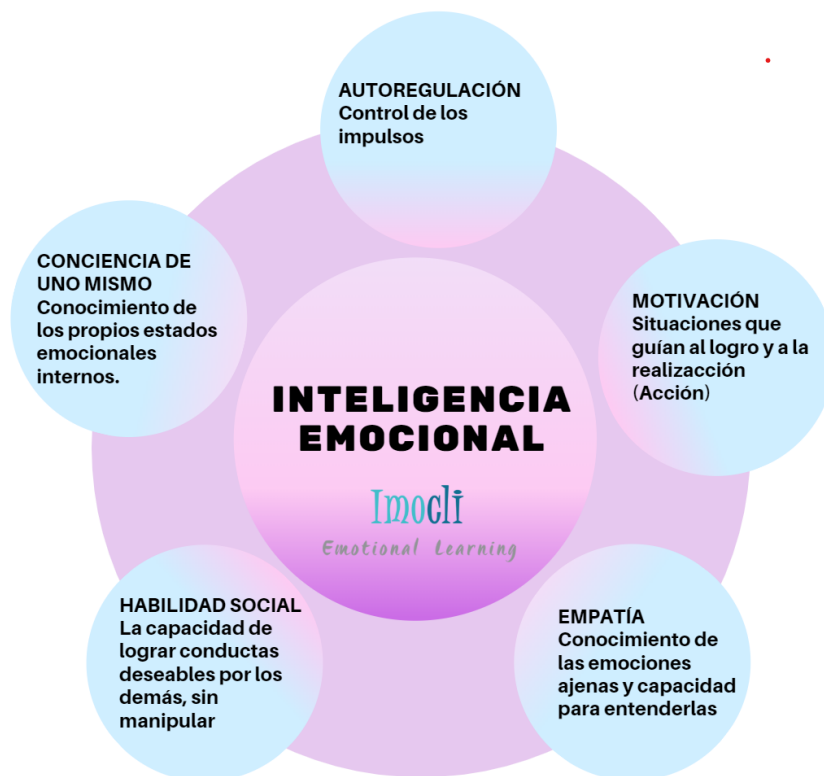 AUTOREGULACIÓN
Control de los
impulsos
CONCIENCIA DE
UNO MISMO
Conocimiento de
los propios estados
emocionales
internos.
MOTIVACIÓN
Situaciones que
guían al logro y a la
realizacción
(Acción)
INTELIGENCIA
EMOCIONAL
Imocli
Emotional Learning
HABILIDAD SOCIAL
La capacidad de
lograr conductas
deseables por los
demás, sin
manipular
EMPATÍA
Conocimiento de
las emociones
ajenas y capacidad
para entenderlas